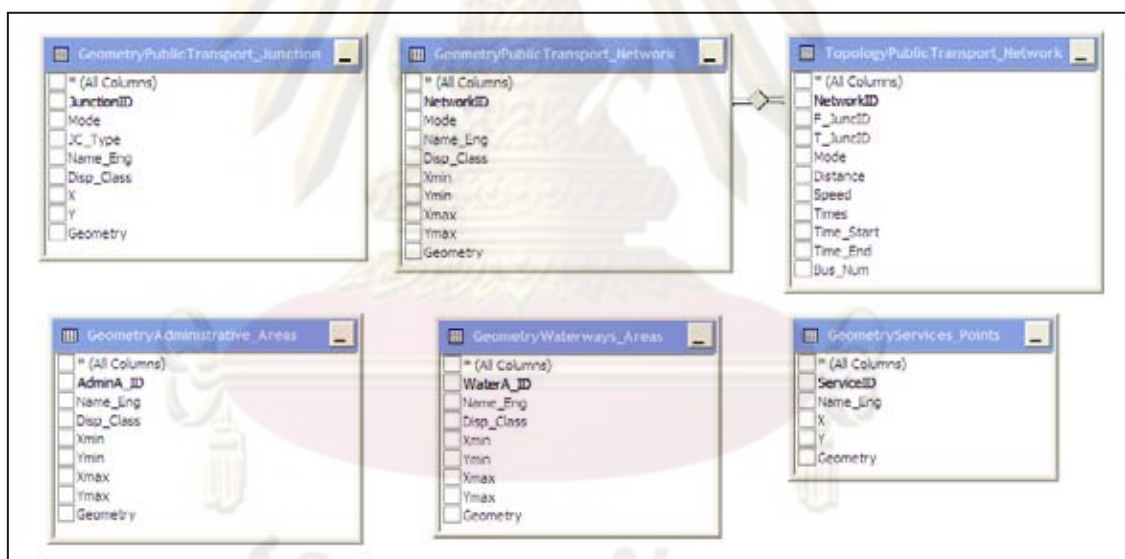 GeometryPublicTransport_Junction
* (All Columns)
JunctionID
Mode
JC_Type
Name_Eng
Disp_Class
X
Y
Geometry
GeometryPublicTransport_Network
* (All Columns)
NetworkID
Mode
Name_Eng
Disp_Class
Xmin
Ymin
Xmax
Ymax
Geometry
TopologyPublicTransport_Network
* (All Columns)
NetworkID
F_JuncID
T_JuncID
Mode
Distance
Speed
Times
Time_Start
Time_End
Bus_Num
GeometryAdministrative_Areas
* (All Columns)
AdminA_ID
Name_Eng
Disp_Class
Xmin
Ymin
Xmax
Ymax
Geometry
GeometryWaterways_Areas
* (All Columns)
WaterA_ID
Name_Eng
Disp_Class
Xmin
Ymin
Xmax
Ymax
Geometry
GeometryServices_Points
* (All Columns)
ServiceID
Name_Eng
X
Y
Geometry